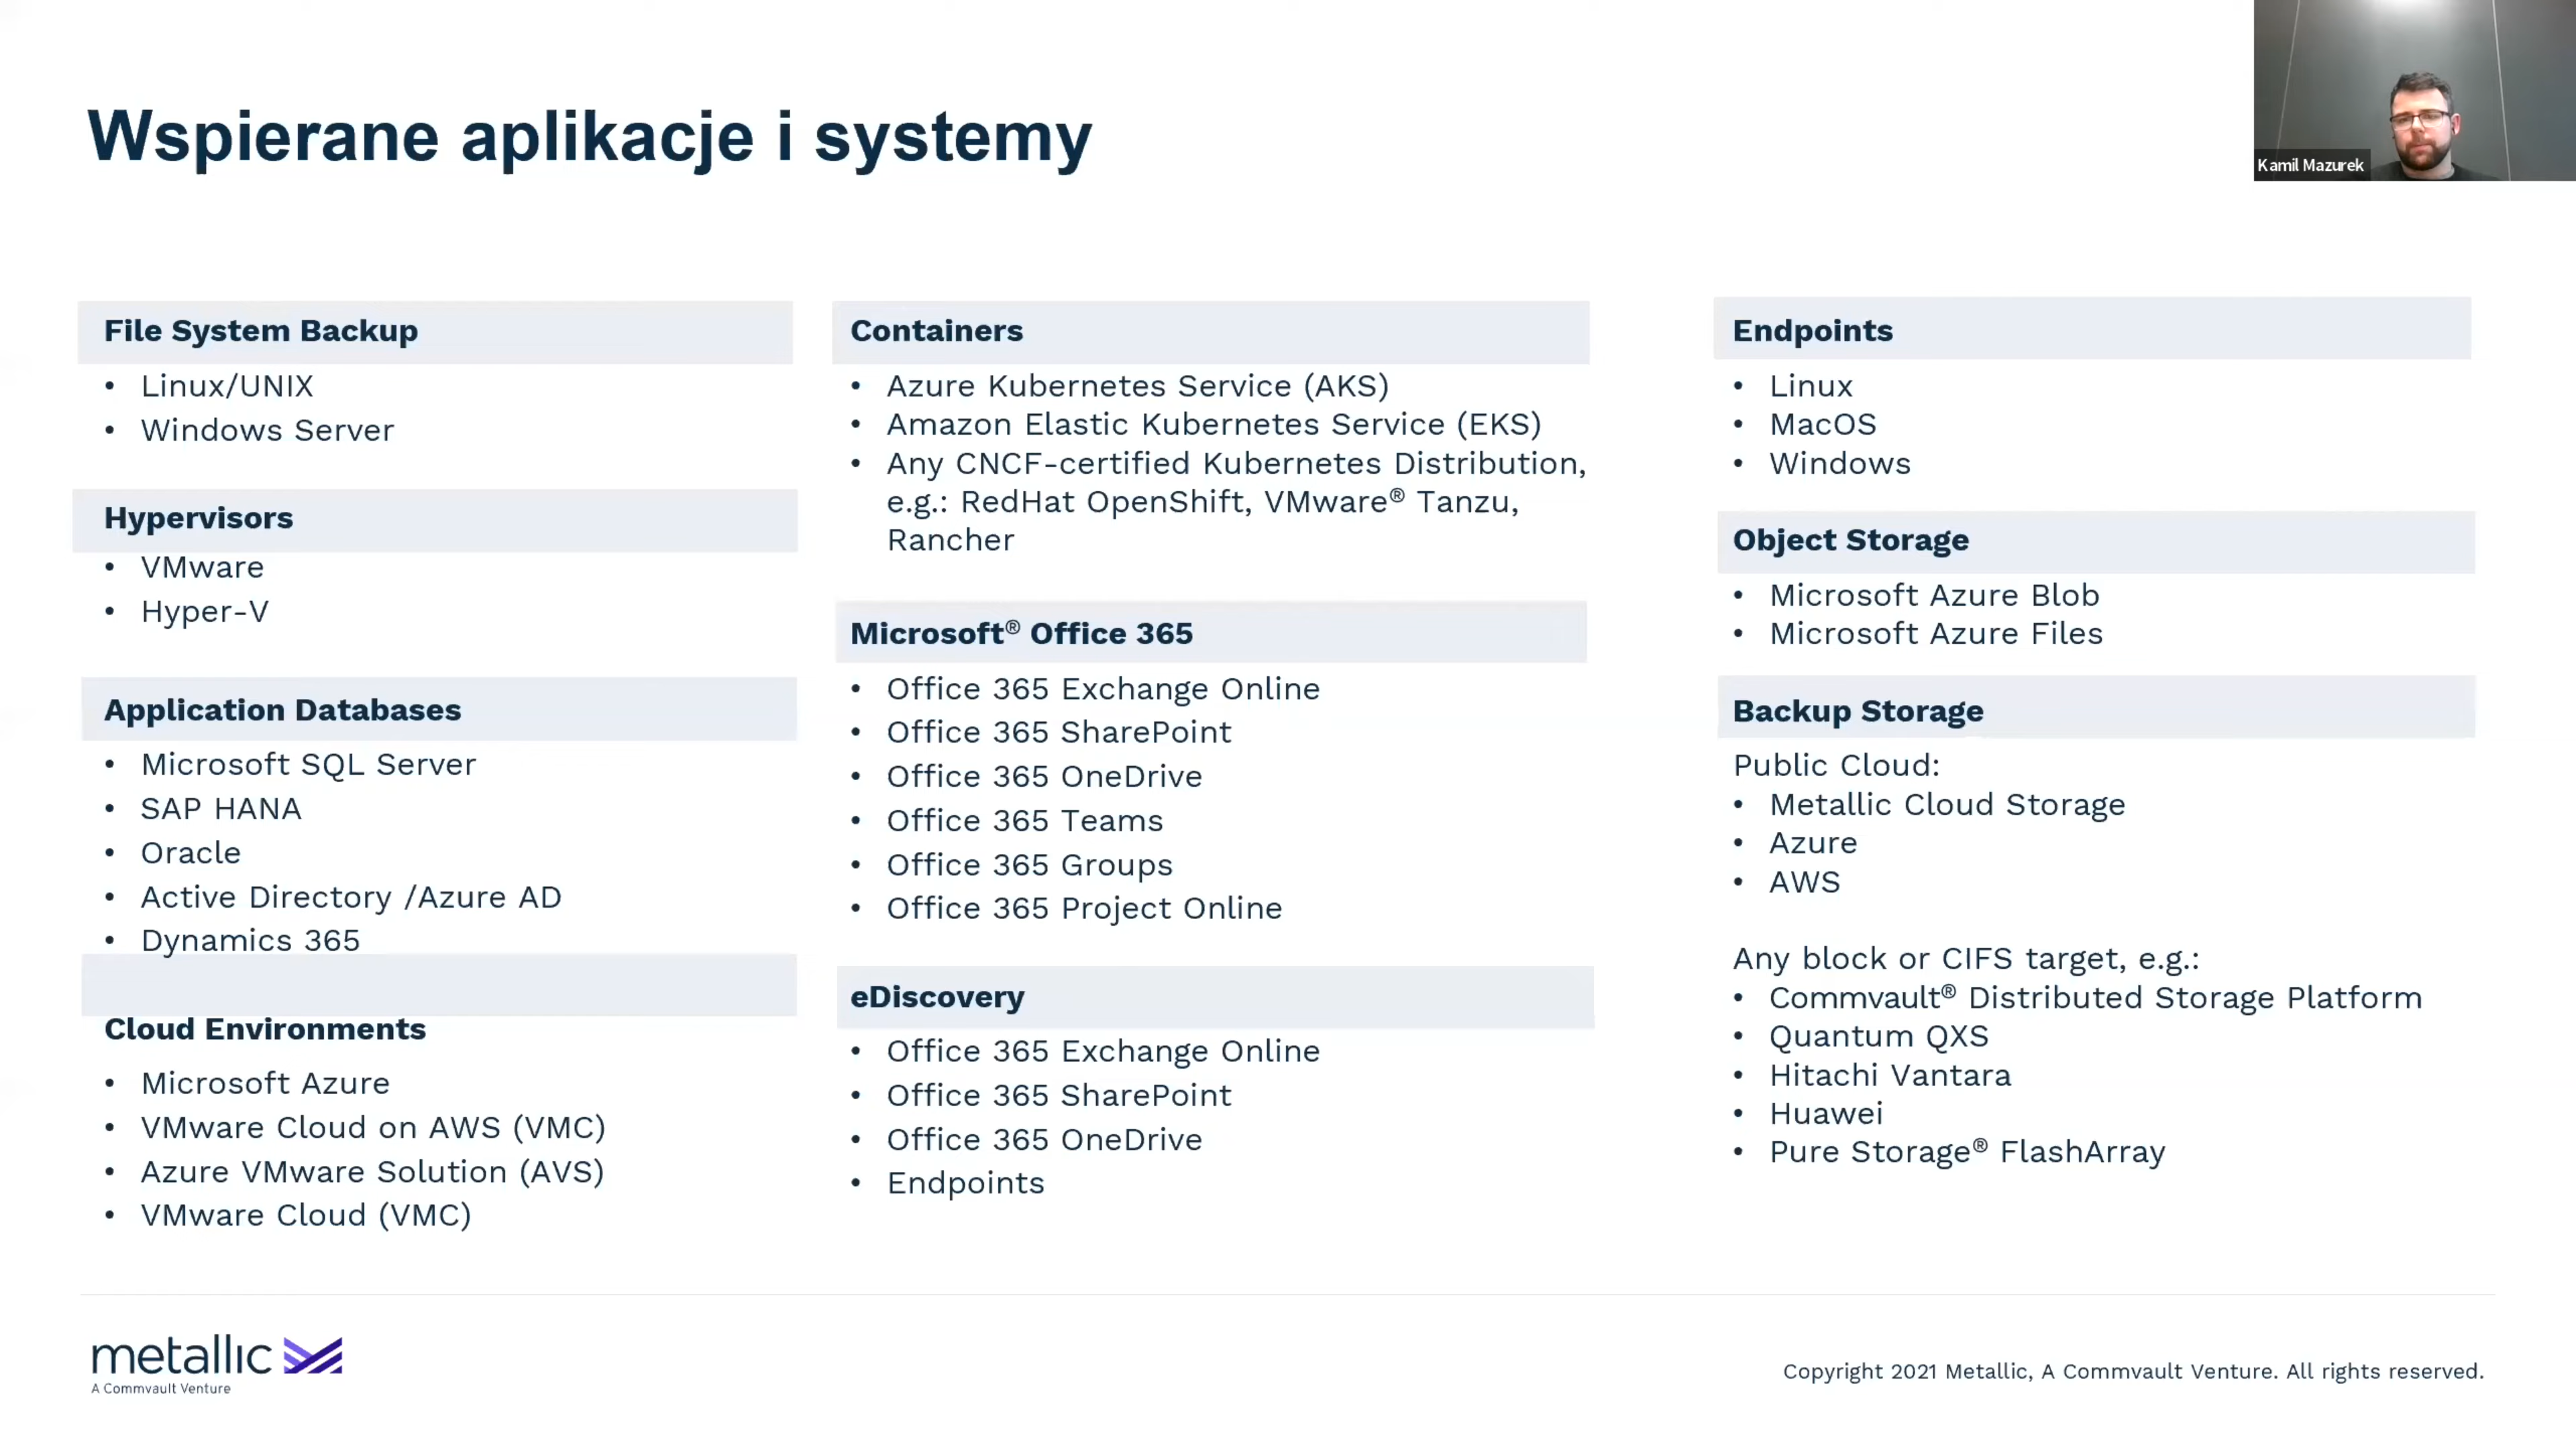 Wspierane aplikacje i systemy
Kamil Mazurek
File System Backup
• Linux/UNIX
• Windows Server
Hypervisors
• VMware
• Hyper-V
Application Databases
• Microsoft SQL Server
• SAP HANA
• Oracle
• Active Directory /Azure AD
• Dynamics 365
Cloud Environments
• Microsoft Azure
• VMware Cloud on AWS (VMC)
• Azure VMware Solution (AVS)
• VMware Cloud (VMC)
Containers
• Azure Kubernetes Service (AKS)
• Amazon Elastic Kubernetes Service (EKS)
• Any CNCF-certified Kubernetes Distribution,
e.g.: RedHat OpenShift, VMware® Tanzu,
Rancher
Microsoft® Office 365
• Office 365 Exchange Online
• Office 365 SharePoint
• Office 365 OneDrive
• Office 365 Teams
• Office 365 Groups
• Office 365 Project Online
eDiscovery
• Office 365 Exchange Online
• Office 365 SharePoint
• Office 365 OneDrive
• Endpoints
Endpoints
• Linux
• MacOS
• Windows
Object Storage
• Microsoft Azure Blob
• Microsoft Azure Files
Backup Storage
Public Cloud:
• Metallic Cloud Storage
• Azure
• AWS
Any block or CIFS target, e.g.:
• Commvault® Distributed Storage Platform
• Quantum QXS
• Hitachi Vantara
• Huawei
• Pure Storage® FlashArray
metallic
A Commvault Venture
Copyright 2021 Metallic, A Commvault Venture. All rights reserved.